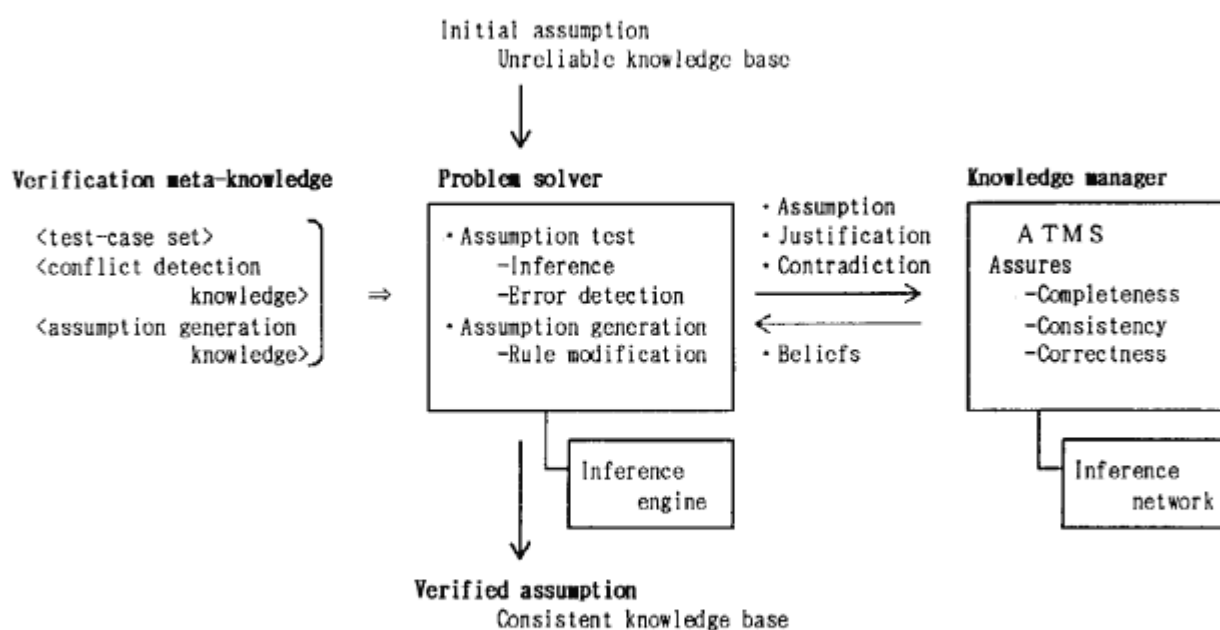 Initial assumption
Unreliable knowledge base
Verification meta-knowledge
<test-case set>
<conflict detection
knowledge>
<assumption generation
knowledge>
⇒
Problem solver
・Assumption test
-Inference
-Error detection
・Assumption generation
-Rule modification
Inference
engine
・Assumption
・Justification
・Contradiction
・Beliefs
Knowledge manager
ATMS
Assures
-Completeness
-Consistency
-Correctness
Inference
network
Verified assumption
Consistent knowledge base